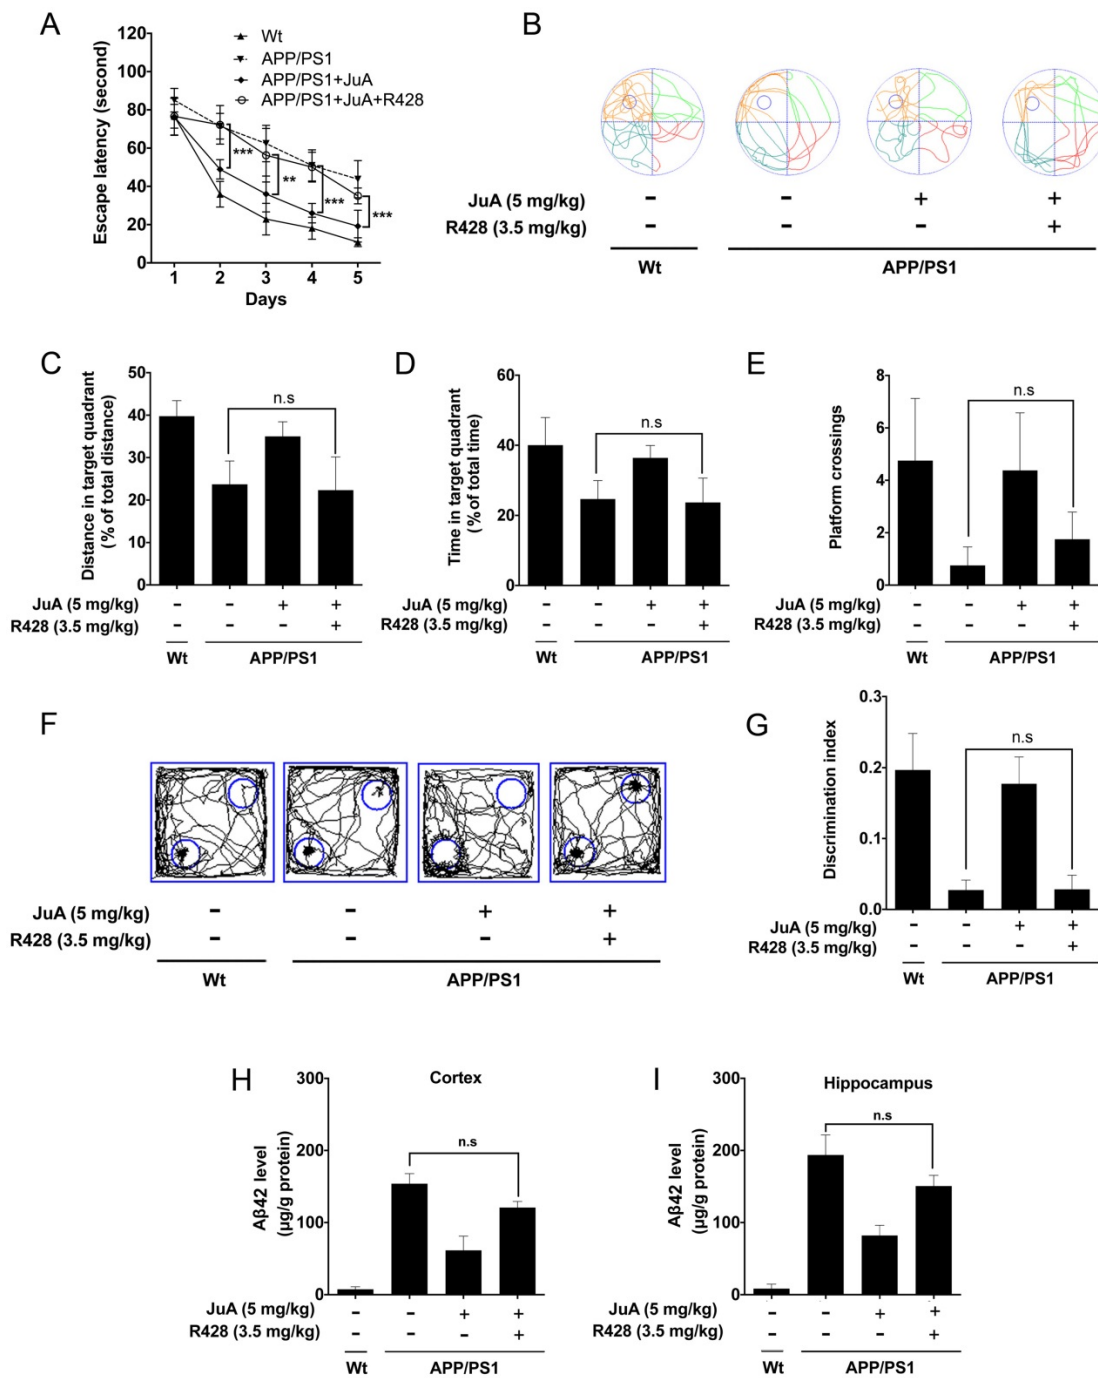 A
Wt
APP/PS1
APP/PS1+JuA
APP/PS1+JuA+R428
Escape latency (second)
120
100
80
60
40
20
0
***
**
***
***
1 2 3 4 5
Days
B
JuA (5 mg/kg) - - + +
R428 (3.5 mg/kg) - - - +
Wt APP/PS1
C
Distance in target quadrant
(% of total distance)
50
40
30
20
10
0
n.s
JuA (5 mg/kg) - - + +
R428 (3.5 mg/kg) - - - +
Wt APP/PS1
D
Time in target quadrant
(% of total time)
60
40
20
0
n.s
JuA (5 mg/kg) - - + +
R428 (3.5 mg/kg) - - - +
Wt APP/PS1
E
Platform crossings
8
6
4
2
0
n.s
JuA (5 mg/kg) - - + +
R428 (3.5 mg/kg) - - - +
Wt APP/PS1
F
JuA (5 mg/kg) - - + +
R428 (3.5 mg/kg) - - - +
Wt APP/PS1
G
Discrimination index
0.3
0.2
0.1
0.0
n.s
JuA (5 mg/kg) - - + +
R428 (3.5 mg/kg) - - - +
Wt APP/PS1
H
Cortex
Aβ42 level
(μg/g protein)
300
200
100
0
n.s
JuA (5 mg/kg) - - + +
R428 (3.5 mg/kg) - - - +
Wt APP/PS1
I
Hippocampus
Aβ42 level
(μg/g protein)
300
200
100
0
n.s
JuA (5 mg/kg) - - + +
R428 (3.5 mg/kg) - - - +
Wt APP/PS1